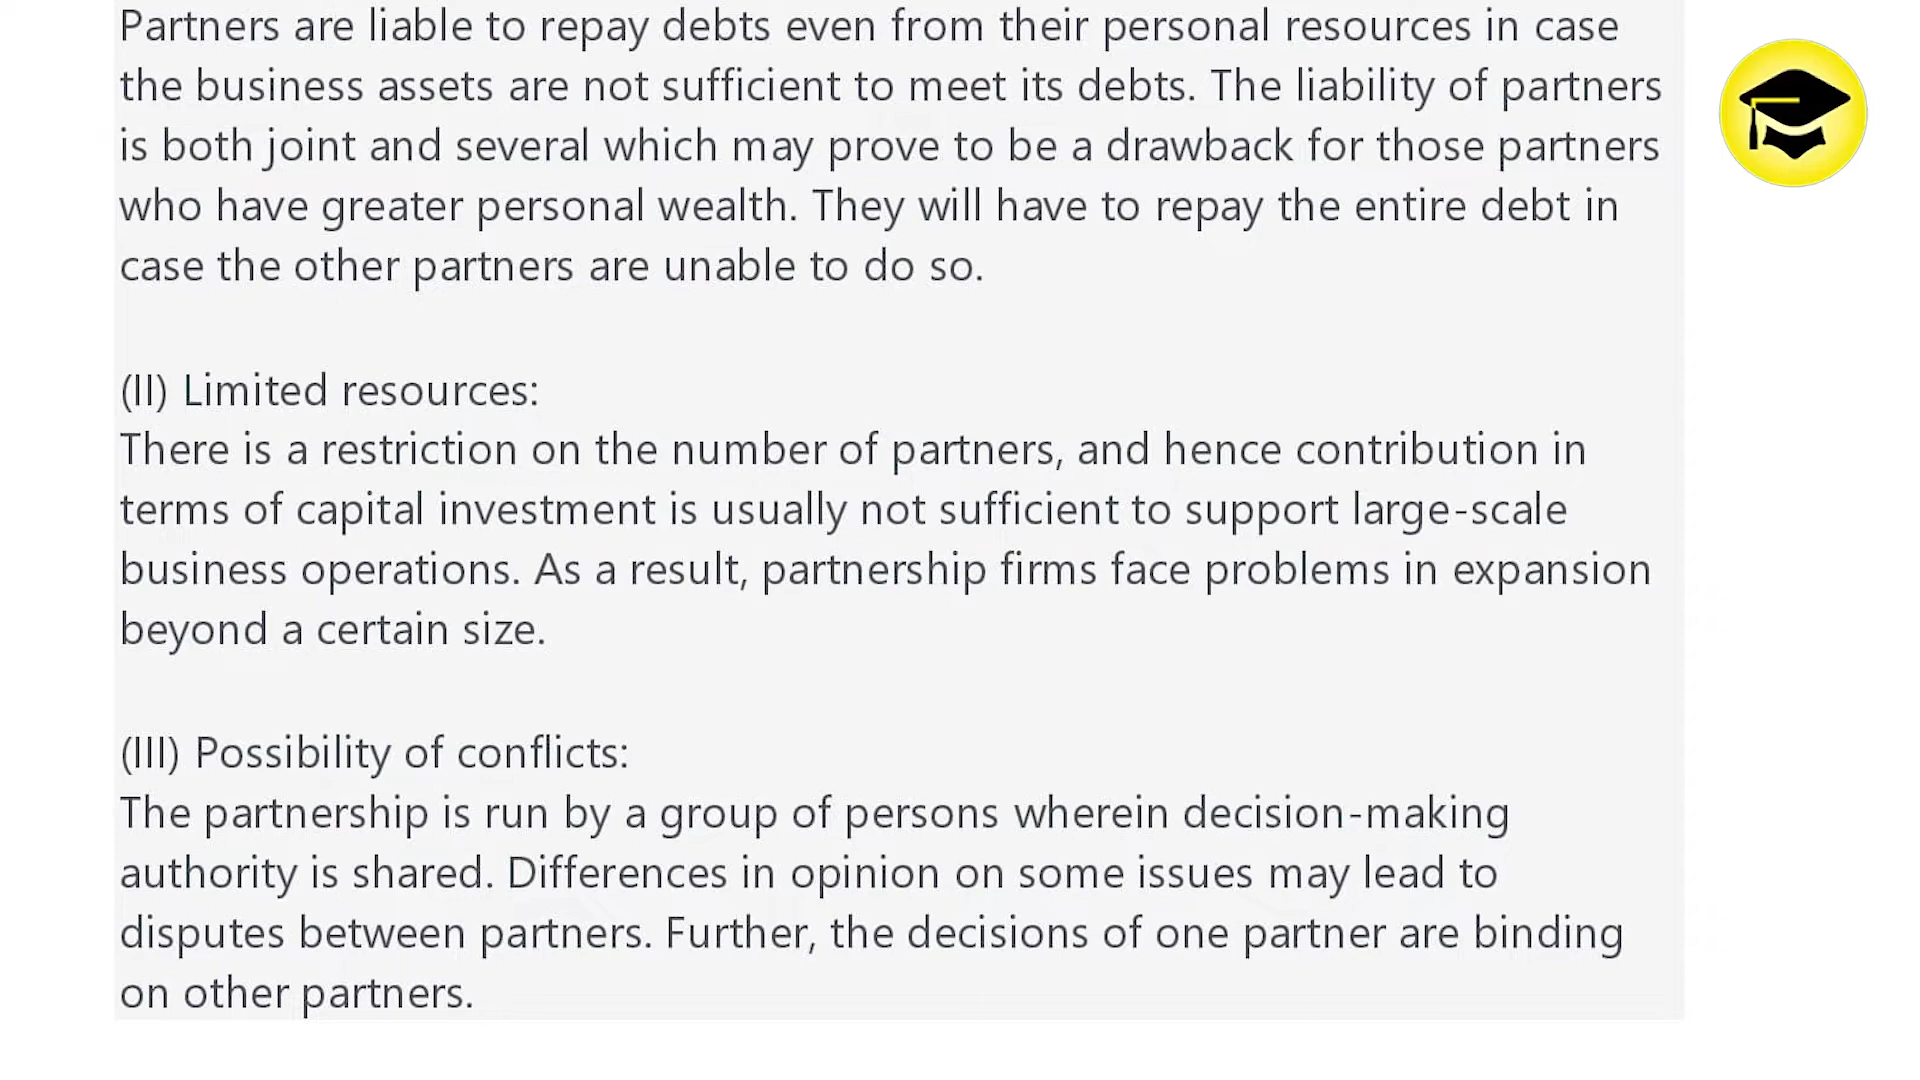 Partners are liable to repay debts even from their personal resources in case
the business assets are not sufficient to meet its debts. The liability of partners
is both joint and several which may prove to be a drawback for those partners
who have greater personal wealth. They will have to repay the entire debt in
case the other partners are unable to do so.
(II) Limited resources:
There is a restriction on the number of partners, and hence contribution in
terms of capital investment is usually not sufficient to support large-scale
business operations. As a result, partnership firms face problems in expansion
beyond a certain size.
(III) Possibility of conflicts:
The partnership is run by a group of persons wherein decision-making
authority is shared. Differences in opinion on some issues may lead to
disputes between partners. Further, the decisions of one partner are binding
on other partners.